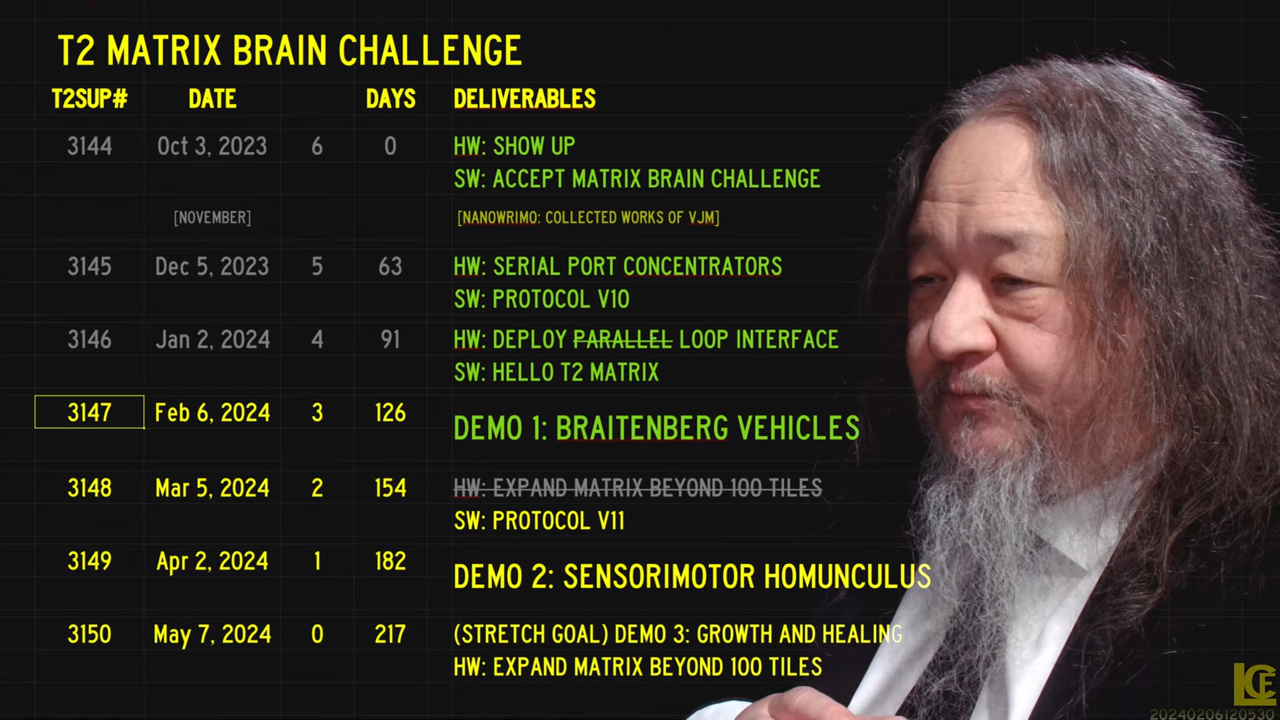 T2 MATRIX BRAIN CHALLENGE
T2SUP# DATE DAYS DELIVERABLES
3144 Oct 3, 2023 6 0 HW: SHOW UP
SW: ACCEPT MATRIX BRAIN CHALLENGE
[NOVEMBER] [NANOWRIMO: COLLECTED WORKS OF VJM]
3145 Dec 5, 2023 5 63 HW: SERIAL PORT CONCENTRATORS
SW: PROTOCOL V10
3146 Jan 2, 2024 4 91 HW: DEPLOY PARALLEL LOOP INTERFACE
SW: HELLO T2 MATRIX
3147 Feb 6, 2024 3 126 DEMO 1: BRAITENBERG VEHICLES
3148 Mar 5, 2024 2 154 HW: EXPAND MATRIX BEYOND 100 TILES
SW: PROTOCOL V11
3149 Apr 2, 2024 1 182 DEMO 2: SENSORIMOTOR HOMUNCULUS
3150 May 7, 2024 0 217 (STRETCH GOAL) DEMO 3: GROWTH AND HEALING
HW: EXPAND MATRIX BEYOND 100 TILES
20240206120530